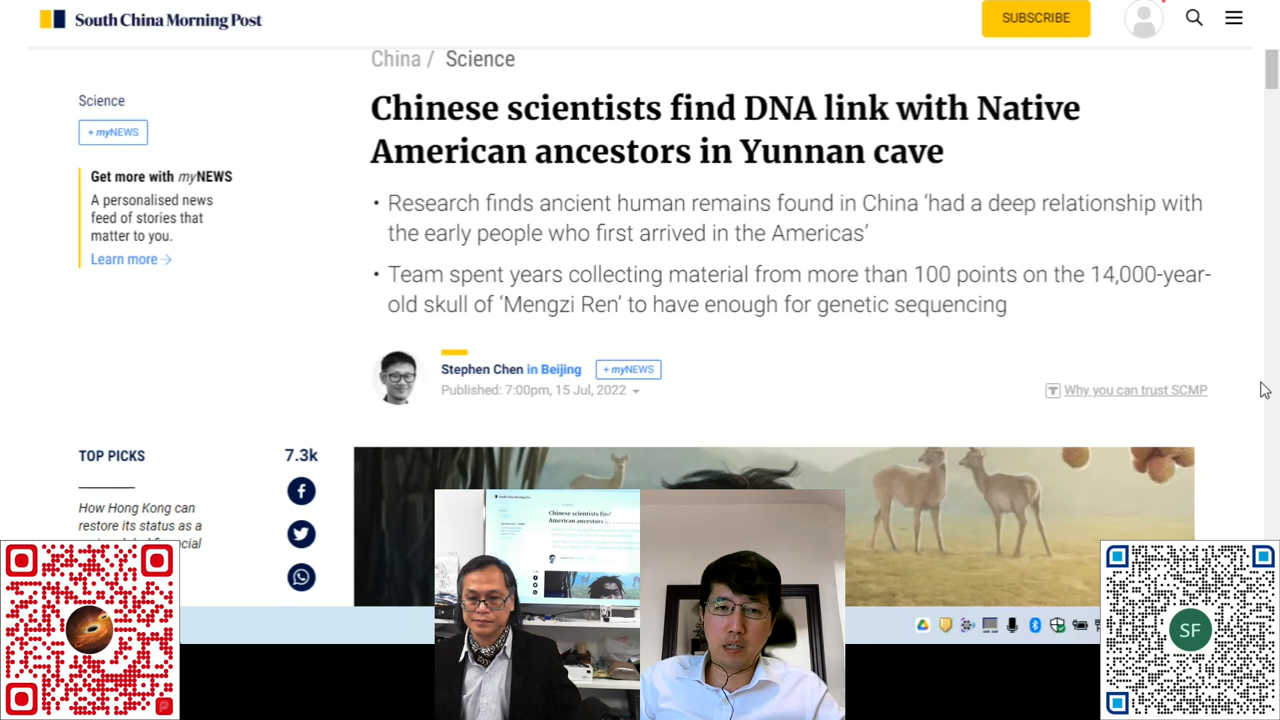 South China Morning Post
SUBSCRIBE
China / Science
Science
+ myNEWS
Get more with myNEWS
A personalised news
feed of stories that
matter to you.
Learn more
Chinese scientists find DNA link with Native
American ancestors in Yunnan cave
• Research finds ancient human remains found in China ‘had a deep relationship with
the early people who first arrived in the Americas’
• Team spent years collecting material from more than 100 points on the 14,000-year-
old skull of ‘Mengzi Ren’ to have enough for genetic sequencing
Stephen Chen in Beijing
+ myNEWS
Published: 7:00pm, 15 Jul, 2022
Why you can trust SCMP
TOP PICKS
7.3k
How Hong Kong can
restore its status as a
Chinese scientists find
American ancestors
SF